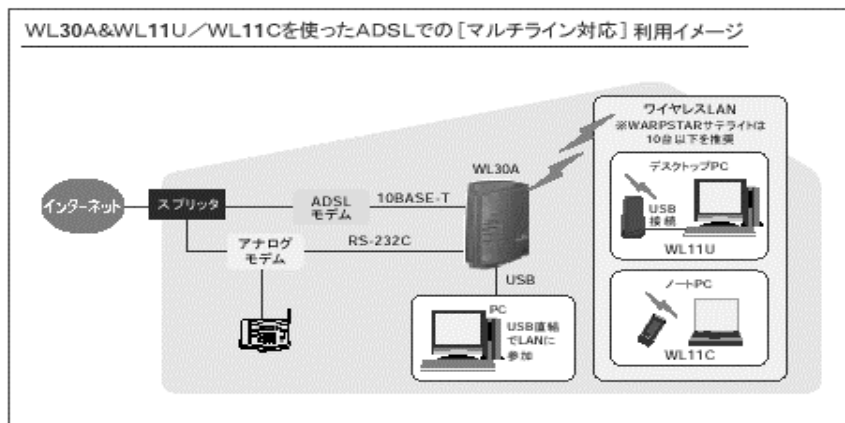 WL30A&WL11U／WL11Cを使ったADSLでの［マルチライン対応］利用イメージ
ワイヤレスLAN
※WARPSTARサテライトは
10台以下を推奨
WL30A
デスクトップPC
インターネット
スプリッタ
ADSL
モデム
10BASE-T
USB
接続
WL11U
アナログ
モデム
RS-232C
USB
ノートPC
PC
USB直結
でLANに
参加
WL11C